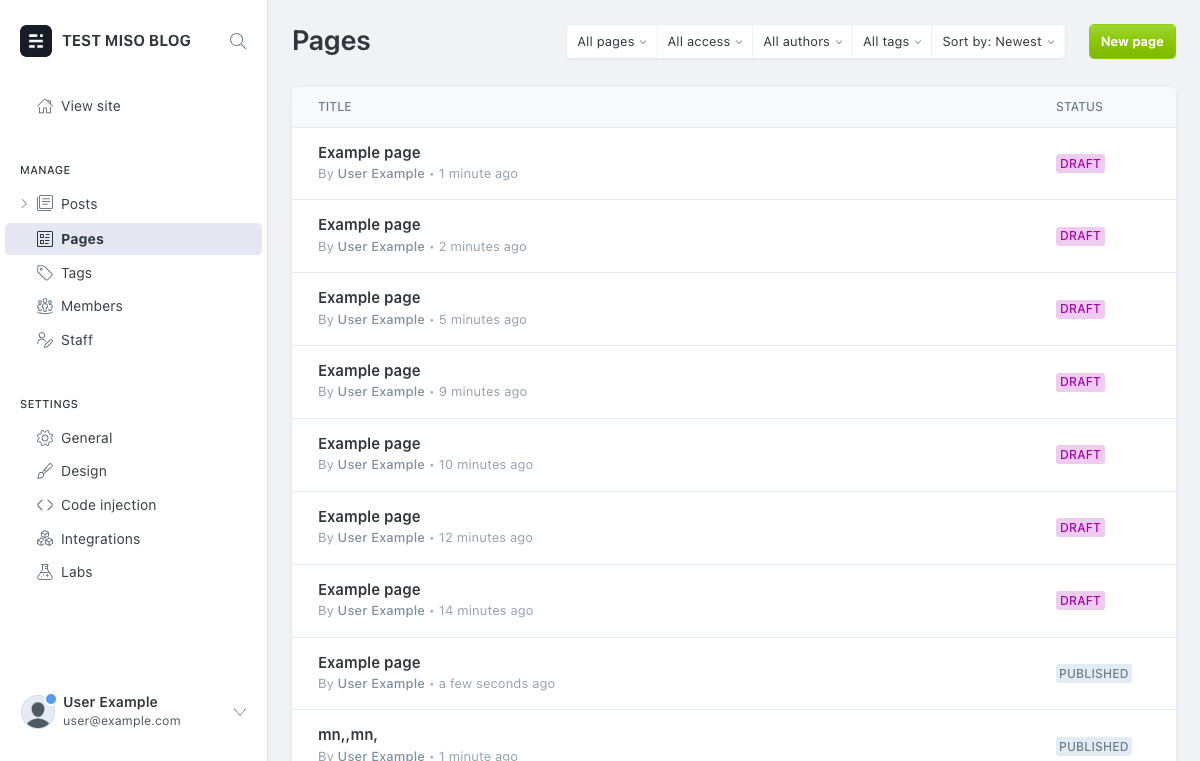 TEST MISO BLOG
View site
MANAGE
Posts
Pages
Tags
Members
Staff
SETTINGS
General
Design
Code injection
Integrations
Labs
User Example
user@example.com
Pages
All pages
All access
All authors
All tags
Sort by: Newest
New page
TITLE STATUS
Example page
By User Example • 1 minute ago
DRAFT
Example page
By User Example • 2 minutes ago
DRAFT
Example page
By User Example • 5 minutes ago
DRAFT
Example page
By User Example • 9 minutes ago
DRAFT
Example page
By User Example • 10 minutes ago
DRAFT
Example page
By User Example • 12 minutes ago
DRAFT
Example page
By User Example • 14 minutes ago
DRAFT
Example page
By User Example • a few seconds ago
PUBLISHED
mn,,mn,
By User Example • 1 minute ago
PUBLISHED